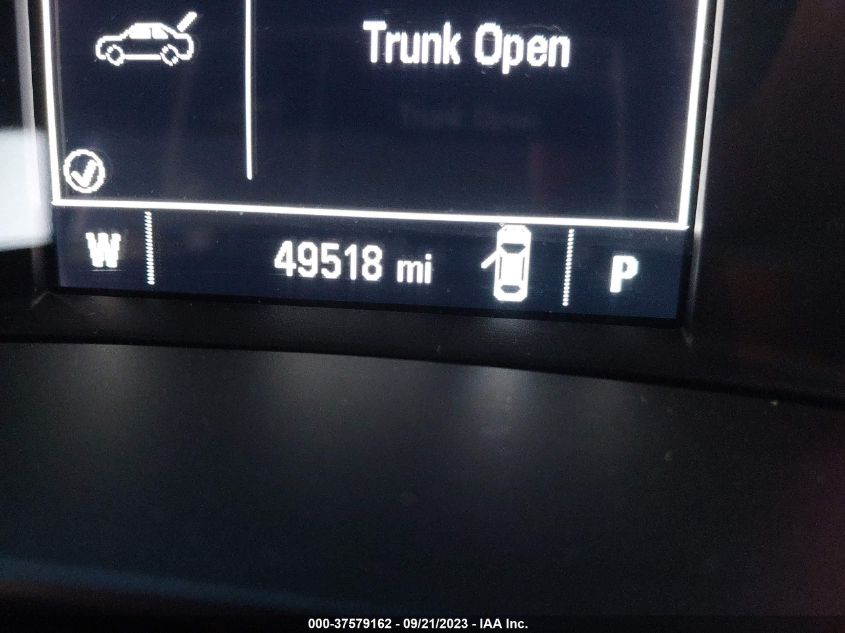 Trunk Open
W
49518 mi
P
000-37579162 - 09/21/2023 - IAA Inc.